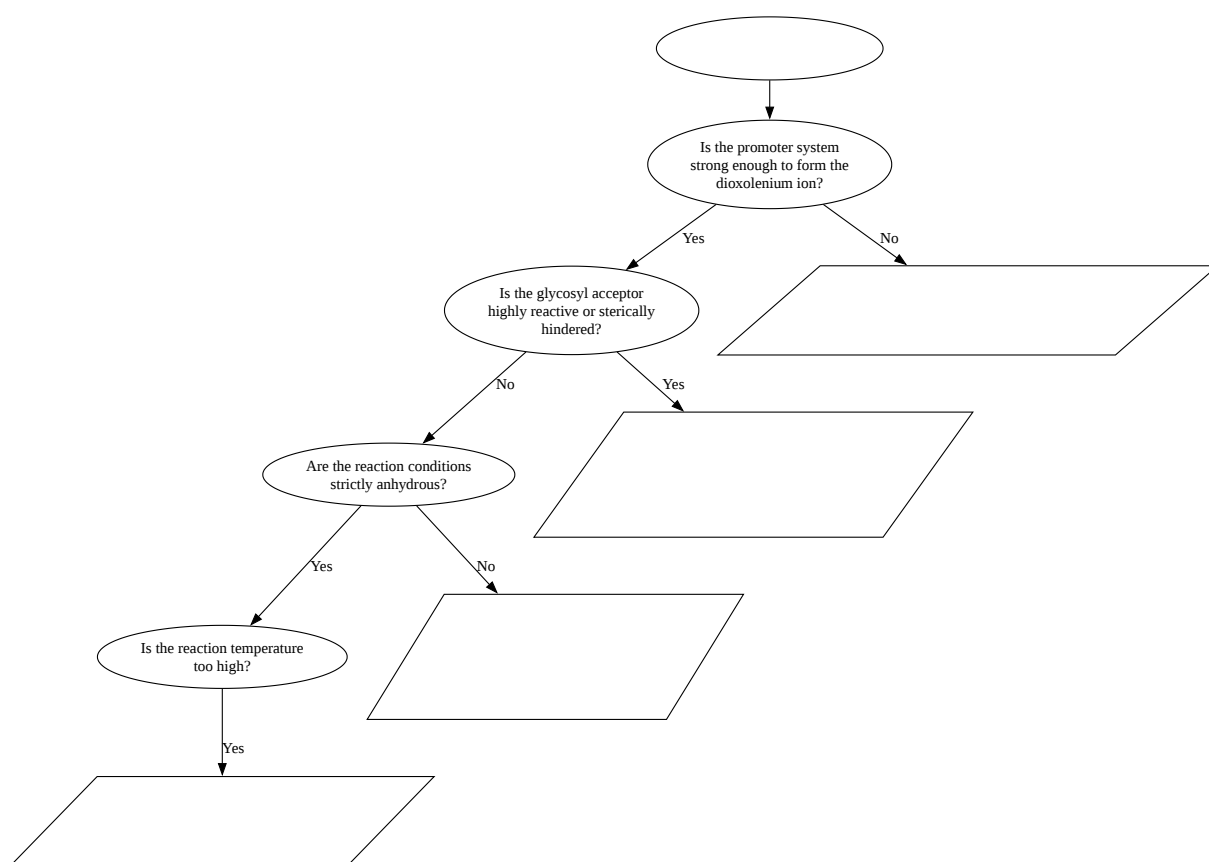 Is the promoter system
strong enough to form the
dioxolenium ion?
Yes
No
Is the glycosyl acceptor
highly reactive or sterically
hindered?
No
Yes
Are the reaction conditions
strictly anhydrous?
Yes
No
Is the reaction temperature
too high?
Yes